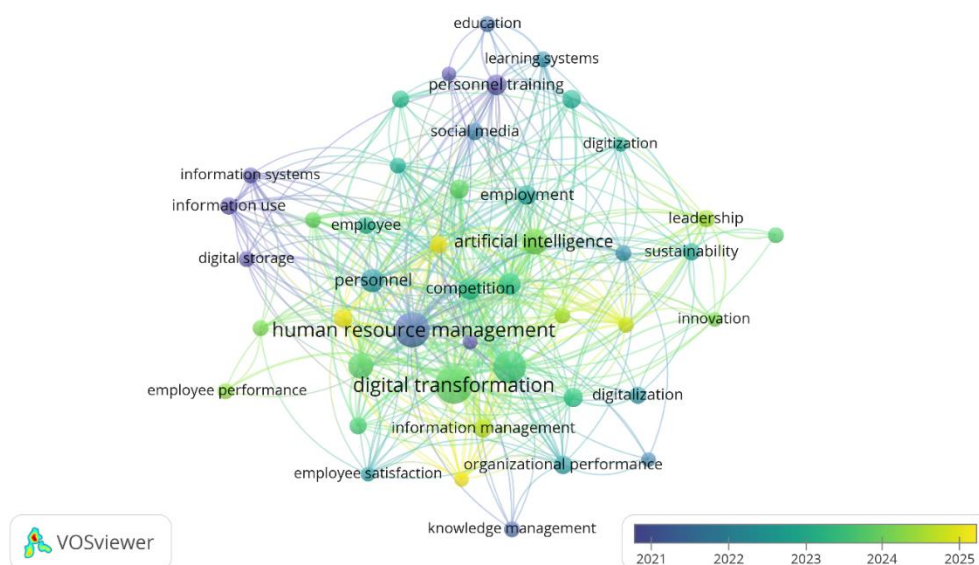 education
learning systems
personnel training
social media
digitization
information systems
information use
employee
employment
leadership
digital storage
artificial intelligence
sustainability
personnel
competition
human resource management
innovation
digital transformation
employee performance
digitalization
information management
employee satisfaction
organizational performance
knowledge management
VOSviewer
2021 2022 2023 2024 2025